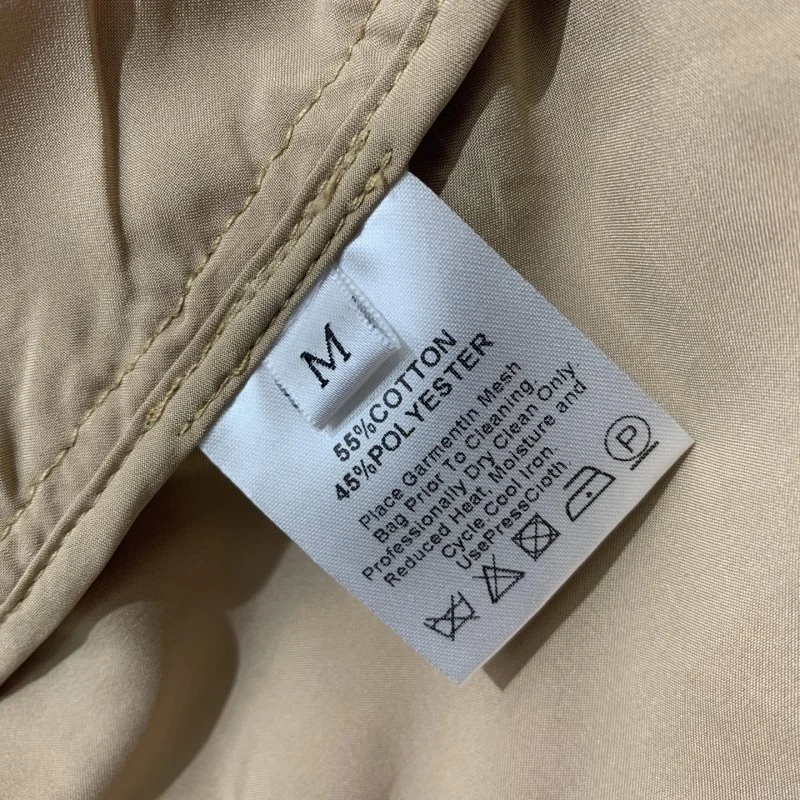 M
55%COTTON
45%POLYESTER
Place Garmentin Mesh
Bag Prior To Cleaning,
Professionally Dry Clean Only
Reduced Heat, Moisture and
Cycle Cool Iron.
UsePressCloth
P